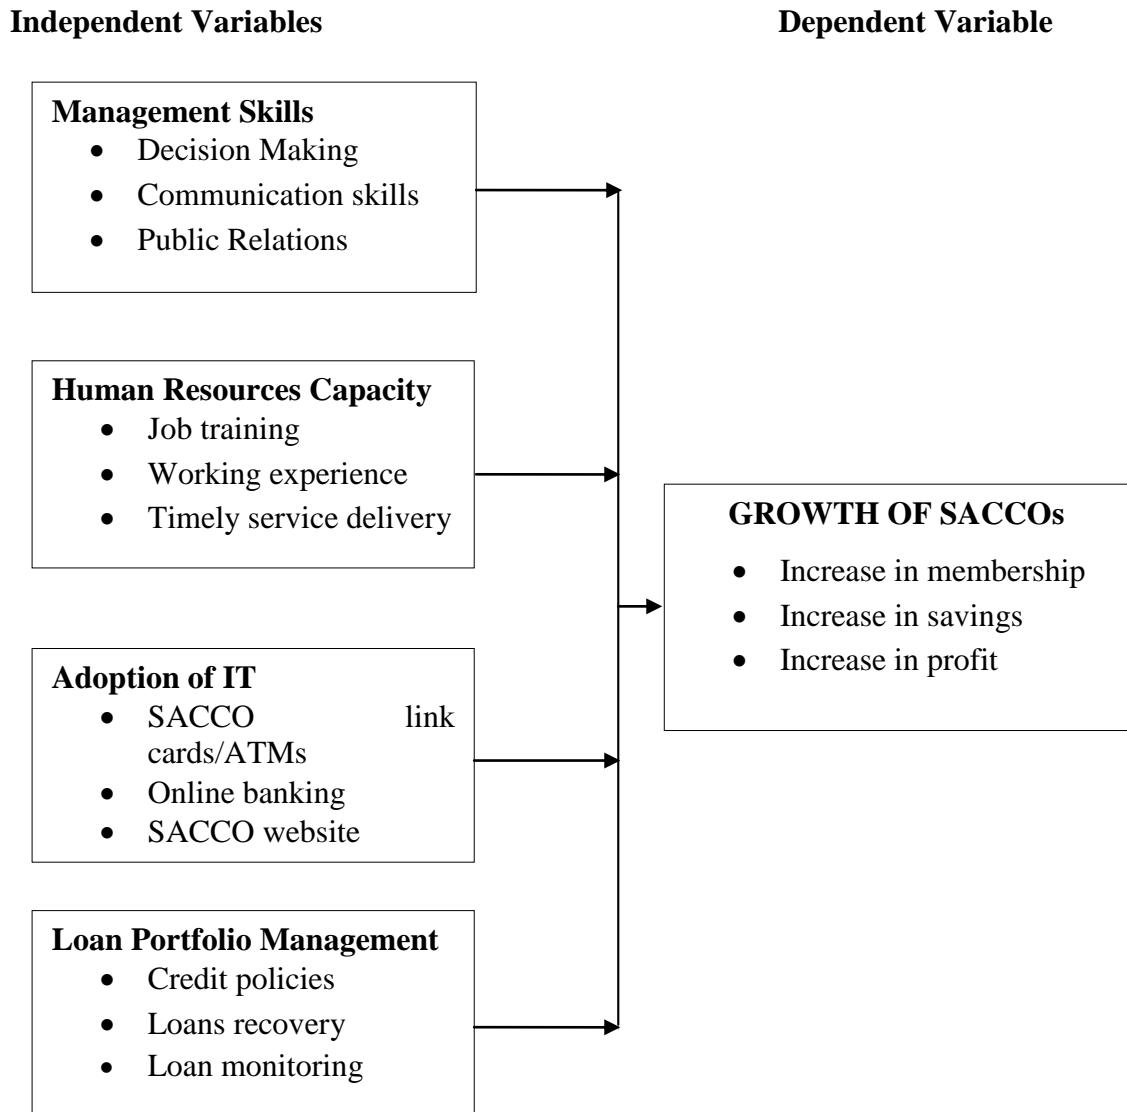 Independent Variables
Dependent Variable
Management Skills
• Decision Making
• Communication skills
• Public Relations
Human Resources Capacity
• Job training
• Working experience
• Timely service delivery
Adoption of IT
• SACCO link
cards/ATMs
• Online banking
• SACCO website
Loan Portfolio Management
• Credit policies
• Loans recovery
• Loan monitoring
GROWTH OF SACCOs
• Increase in membership
• Increase in savings
• Increase in profit